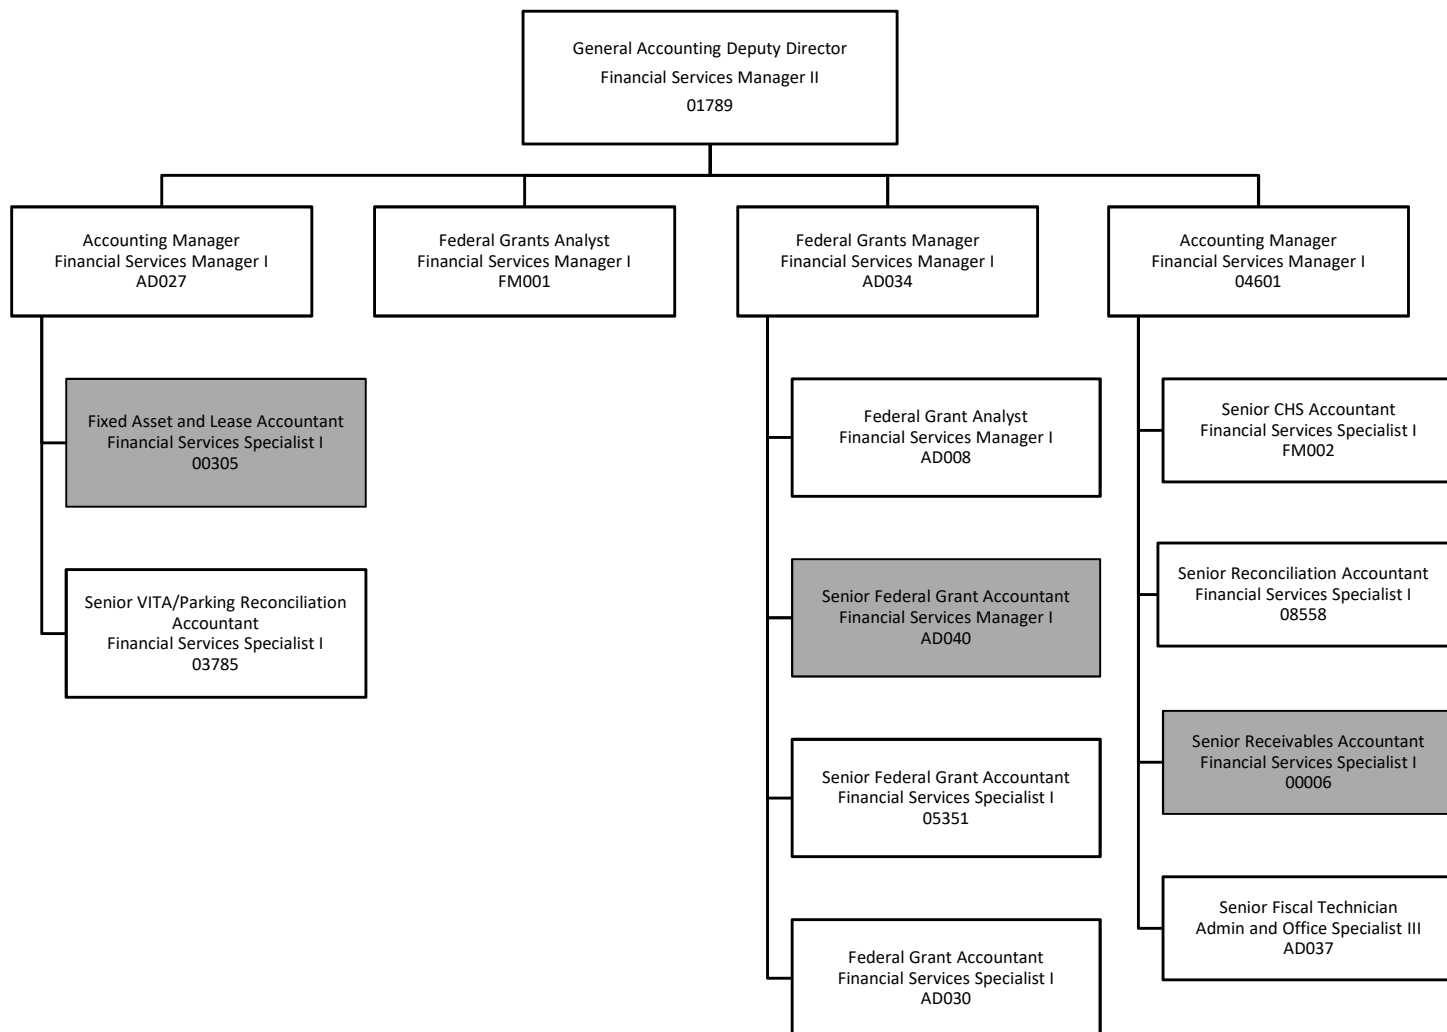 General Accounting Deputy Director
Financial Services Manager II
01789
Accounting Manager
Financial Services Manager I
AD027
Federal Grants Analyst
Financial Services Manager I
FM001
Federal Grants Manager
Financial Services Manager I
AD034
Accounting Manager
Financial Services Manager I
04601
Fixed Asset and Lease Accountant
Financial Services Specialist I
00305
Senior VITA/Parking Reconciliation
Accountant
Financial Services Specialist I
03785
Federal Grant Analyst
Financial Services Manager I
AD008
Senior Federal Grant Accountant
Financial Services Manager I
AD040
Senior Federal Grant Accountant
Financial Services Specialist I
05351
Federal Grant Accountant
Financial Services Specialist I
AD030
Senior CHS Accountant
Financial Services Specialist I
FM002
Senior Reconciliation Accountant
Financial Services Specialist I
08558
Senior Receivables Accountant
Financial Services Specialist I
00006
Senior Fiscal Technician
Admin and Office Specialist III
AD037